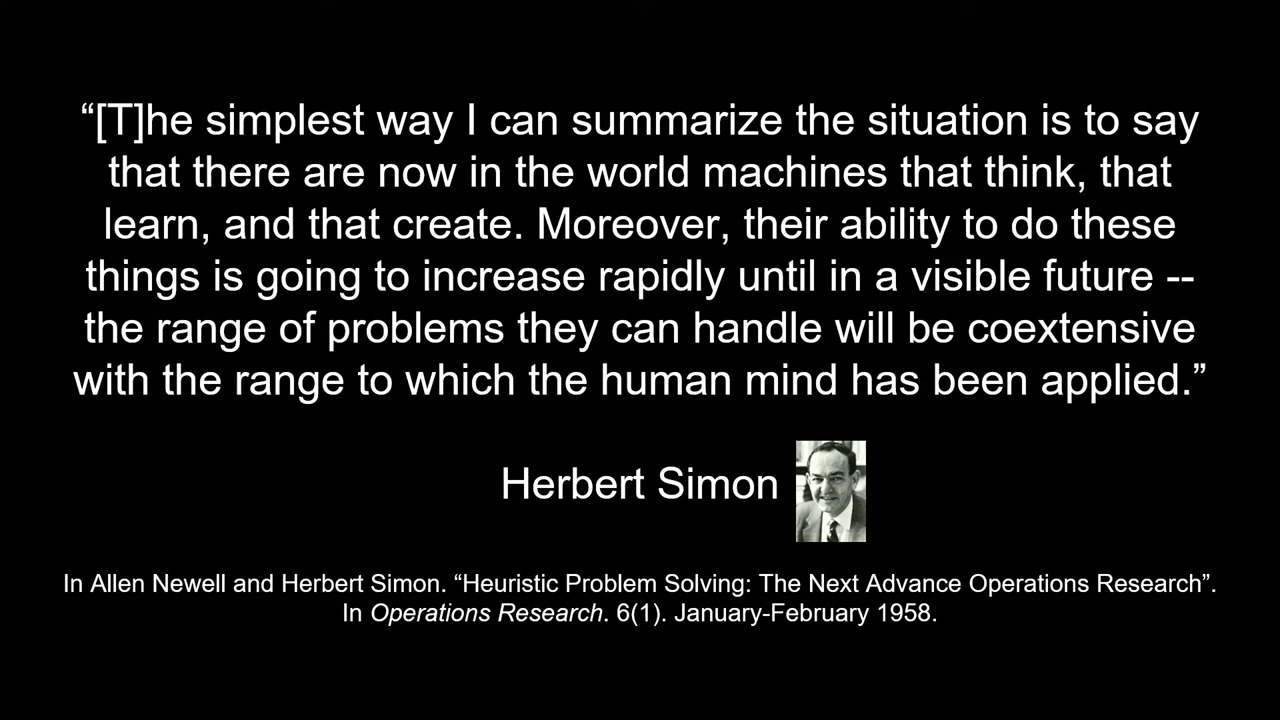 “[T]he simplest way I can summarize the situation is to say
that there are now in the world machines that think, that
learn, and that create. Moreover, their ability to do these
things is going to increase rapidly until in a visible future --
the range of problems they can handle will be coextensive
with the range to which the human mind has been applied.”
Herbert Simon
In Allen Newell and Herbert Simon. “Heuristic Problem Solving: The Next Advance Operations Research”.
In Operations Research. 6(1). January-February 1958.